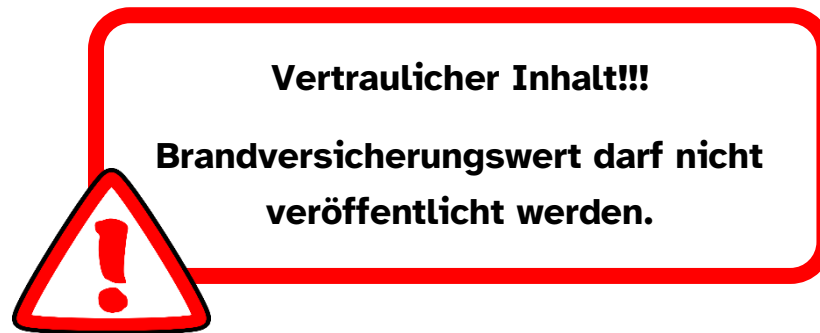 Vertraulicher Inhalt!!!
Brandversicherungswert darf nicht
veröffentlicht werden.